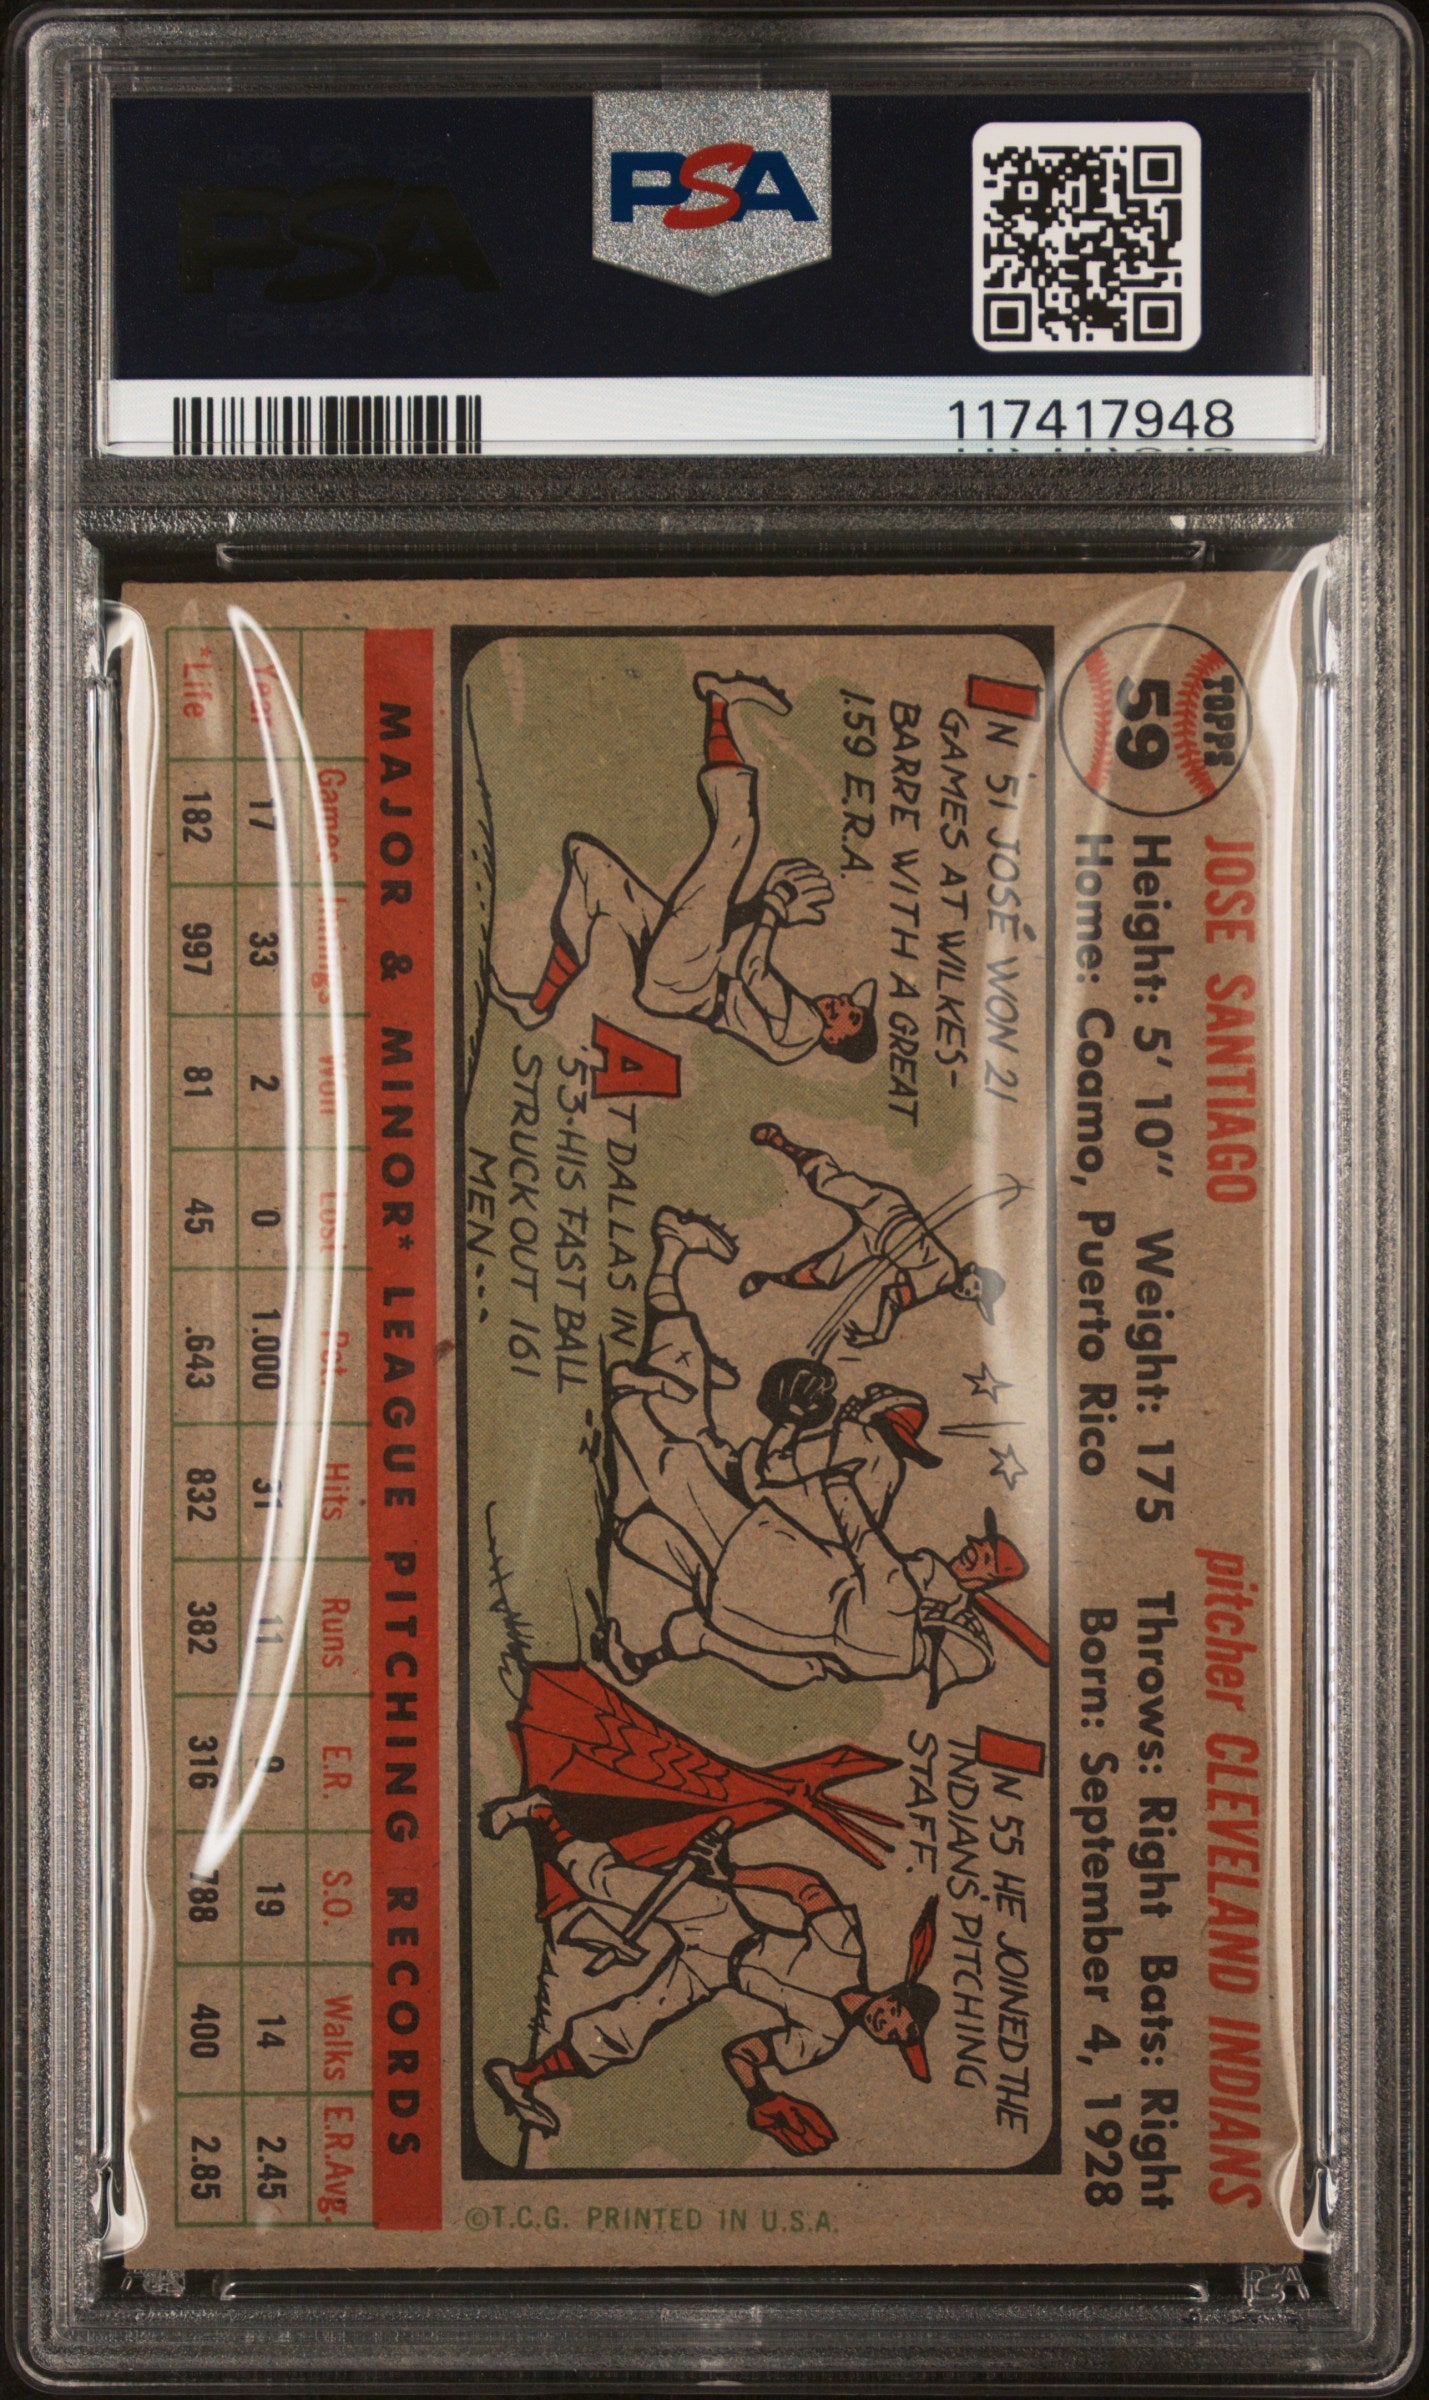 PSA
PSA
117417948
TOPPS
59
JOSE SANTIAGO
pitcher CLEVELAND INDIANS
Height: 5' 10" Weight: 175 Throws: Right Bats: Right
Home: Coamo, Puerto Rico Born: September 4, 1928
IN '51 JOSÉ WON 21
GAMES AT WILKES-
BARRE WITH A GREAT
1.59 E.R.A.
AT DALLAS IN
'53-HIS FAST BALL
STRUCK OUT 161
MEN---
IN '55 HE JOINED THE
INDIANS' PITCHING
STAFF.
MAJOR & MINOR* LEAGUE PITCHING RECORDS
Games Innings Won Lost Pct. Hits Runs E.R. S.O. Walks E.R.Avg.
Year 17 33 2 0 1.000 31 11 9 19 14 2.45
*Life 182 997 81 45 .643 832 382 316 788 400 2.85
©T.C.G. PRINTED IN U.S.A.
PSA